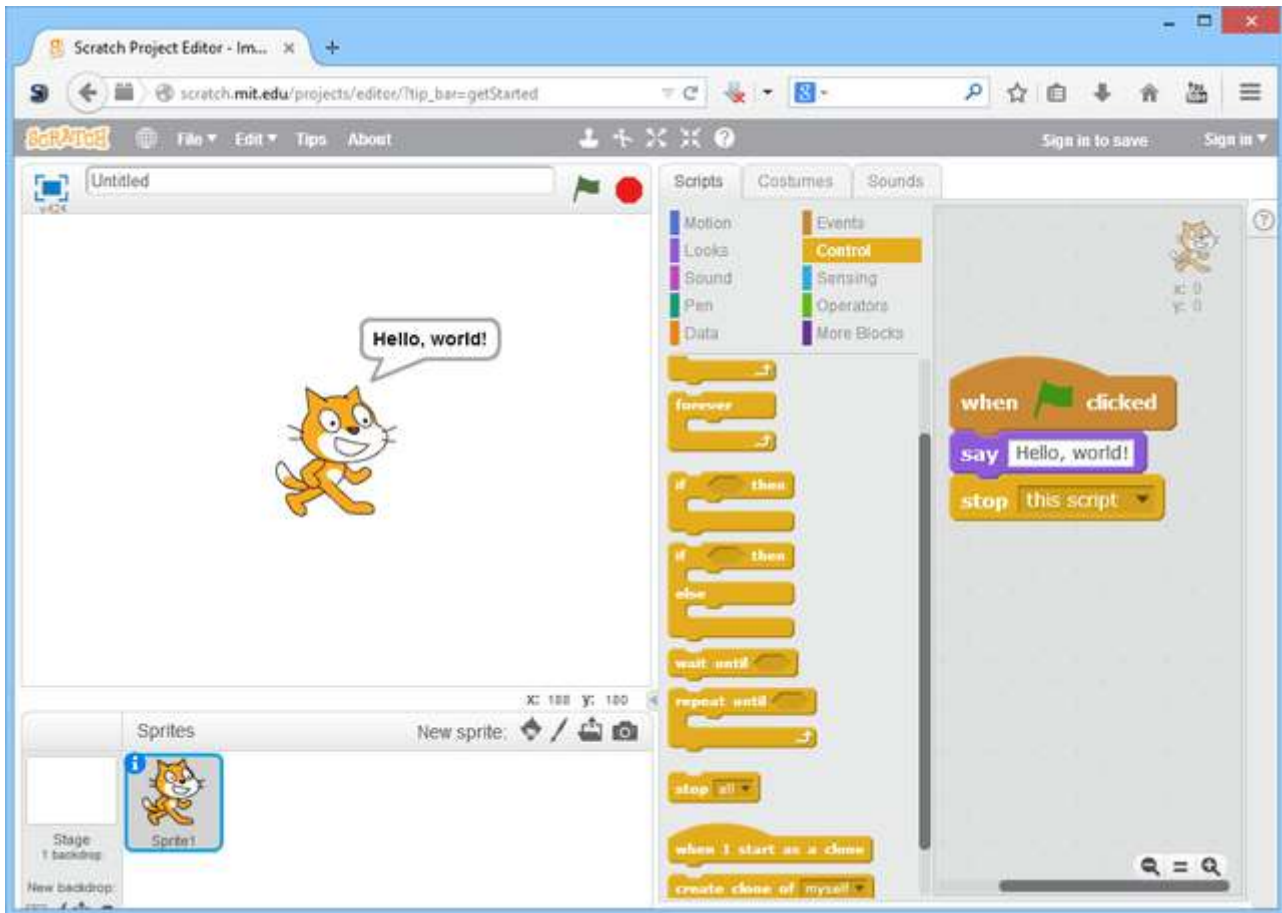 Scratch Project Editor - Im...
scratch.mit.edu/projects/editor/?tip_bar=getStarted
SCRATCH File Edit Tips About Sign in to save Sign in
Untitled
v424
Hello, world!
X: 188 y: 180
Sprites New sprite:
Sprite1
Stage
1 backdrop
New backdrop:
Scripts Costumes Sounds
Motion Events
Looks Control
Sound Sensing
Pen Operators
Data More Blocks
forever
if then
if then
else
wait until
repeat until
stop all
when I start as a clone
create clone of myself
x: 0
y: 0
when clicked
say Hello, world!
stop this script